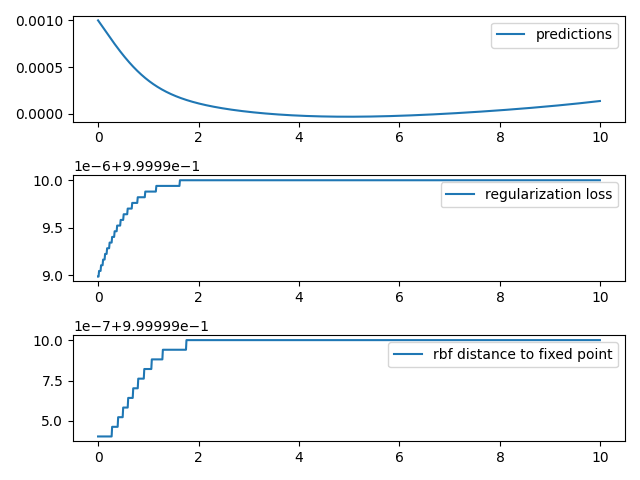 0.0010
predictions
0.0005
0.0000
0 2 4 6 8 10
1e−6+9.9999e−1
10.0
regularization loss
9.5
9.0
0 2 4 6 8 10
1e−7+9.99999e−1
10.0
rbf distance to fixed point
7.5
5.0
0 2 4 6 8 10